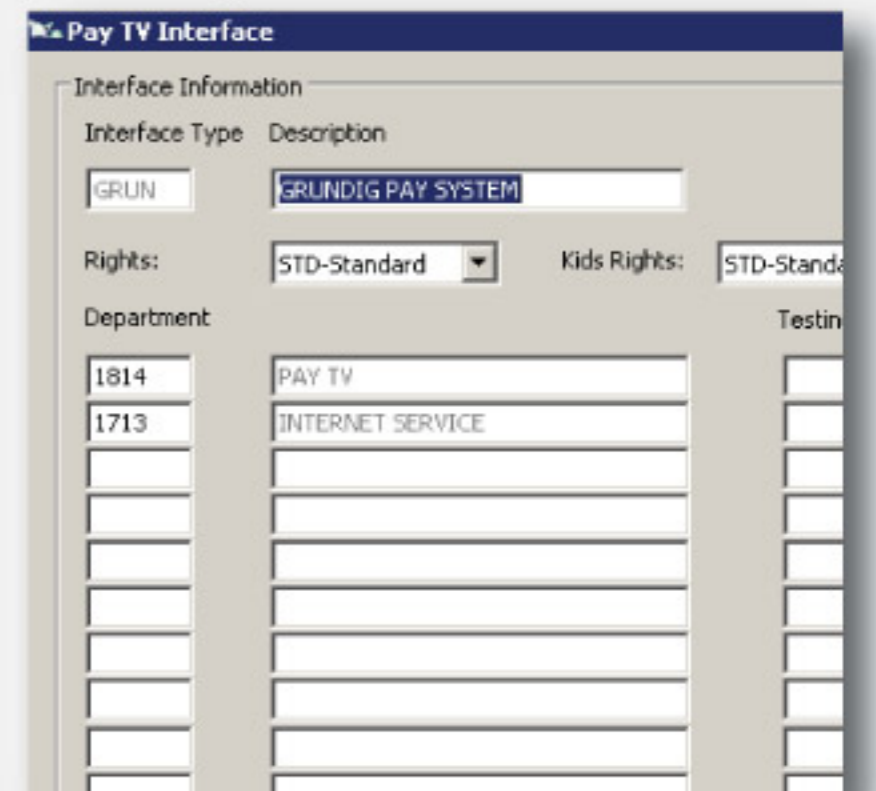 Pay TV Interface
Interface Information
Interface Type Description
GRUN GRUNDIG PAY SYSTEM
Rights: STD-Standard Kids Rights: STD-Standa
Department Testin
1814 PAY TV
1713 INTERNET SERVICE